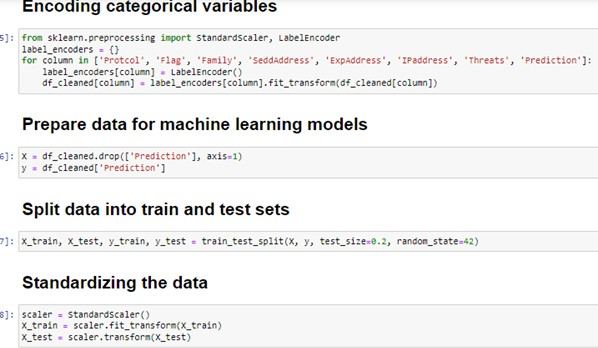 Encoding categorical variables
5]: from sklearn.preprocessing import StandardScaler, LabelEncoder
label_encoders = {}
for column in ['Protcol', 'Flag', 'Family', 'SeddAddress', 'ExpAddress', 'IPaddress', 'Threats', 'Prediction']:
    label_encoders[column] = LabelEncoder()
    df_cleaned[column] = label_encoders[column].fit_transform(df_cleaned[column])
Prepare data for machine learning models
6]: X = df_cleaned.drop(['Prediction'], axis=1)
y = df_cleaned['Prediction']
Split data into train and test sets
7]: X_train, X_test, y_train, y_test = train_test_split(X, y, test_size=0.2, random_state=42)
Standardizing the data
8]: scaler = StandardScaler()
X_train = scaler.fit_transform(X_train)
X_test = scaler.transform(X_test)